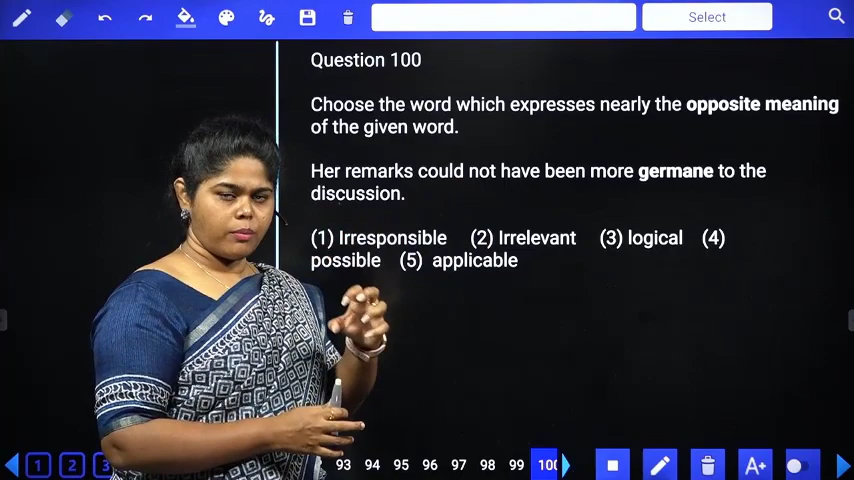 Select
Question 100
Choose the word which expresses nearly the opposite meaning
of the given word.
Her remarks could not have been more germane to the
discussion.
(1) Irresponsible (2) Irrelevant (3) logical (4)
possible (5) applicable
1 2 3 93 94 95 96 97 98 99 100
A+